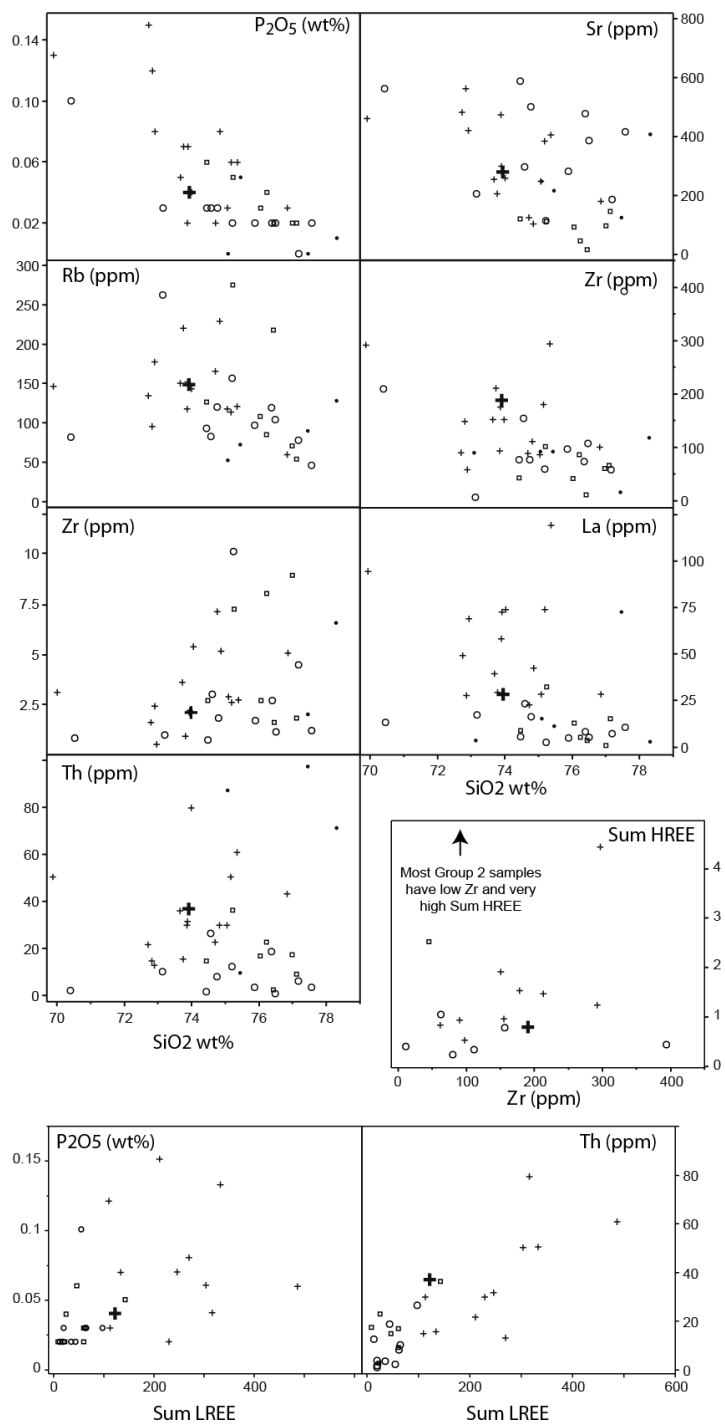 P2O5 (wt%)
Sr (ppm)
0.14
0.10
0.06
0.02
800
600
400
200
0
Rb (ppm)
Zr (ppm)
300
250
200
150
100
50
0
400
300
200
100
0
Zr (ppm)
La (ppm)
10
7.5
5
2.5
100
75
50
25
0
70 72 74 76 78
SiO2 wt%
Th (ppm)
80
60
40
20
0
70 72 74 76 78
SiO2 wt%
Sum HREE
Most Group 2 samples
have low Zr and very
high Sum HREE
4
3
2
1
0
0 100 200 300 400
Zr (ppm)
P2O5 (wt%)
Th (ppm)
0.15
0.1
0.05
0
80
60
40
20
0
0 200 400
0 200 400 600
Sum LREE
Sum LREE